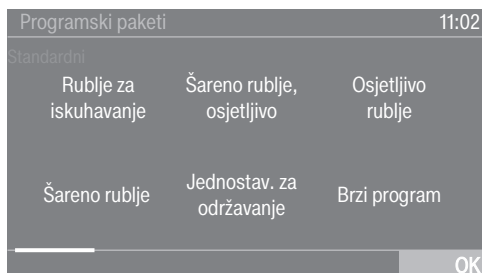 Programski paketi 11:02
Standardni
Rublje za
iskuhavanje
Šareno rublje,
osjetljivo
Osjetljivo
rublje
Šareno rublje
Jednostav. za
održavanje
Brzi program
OK